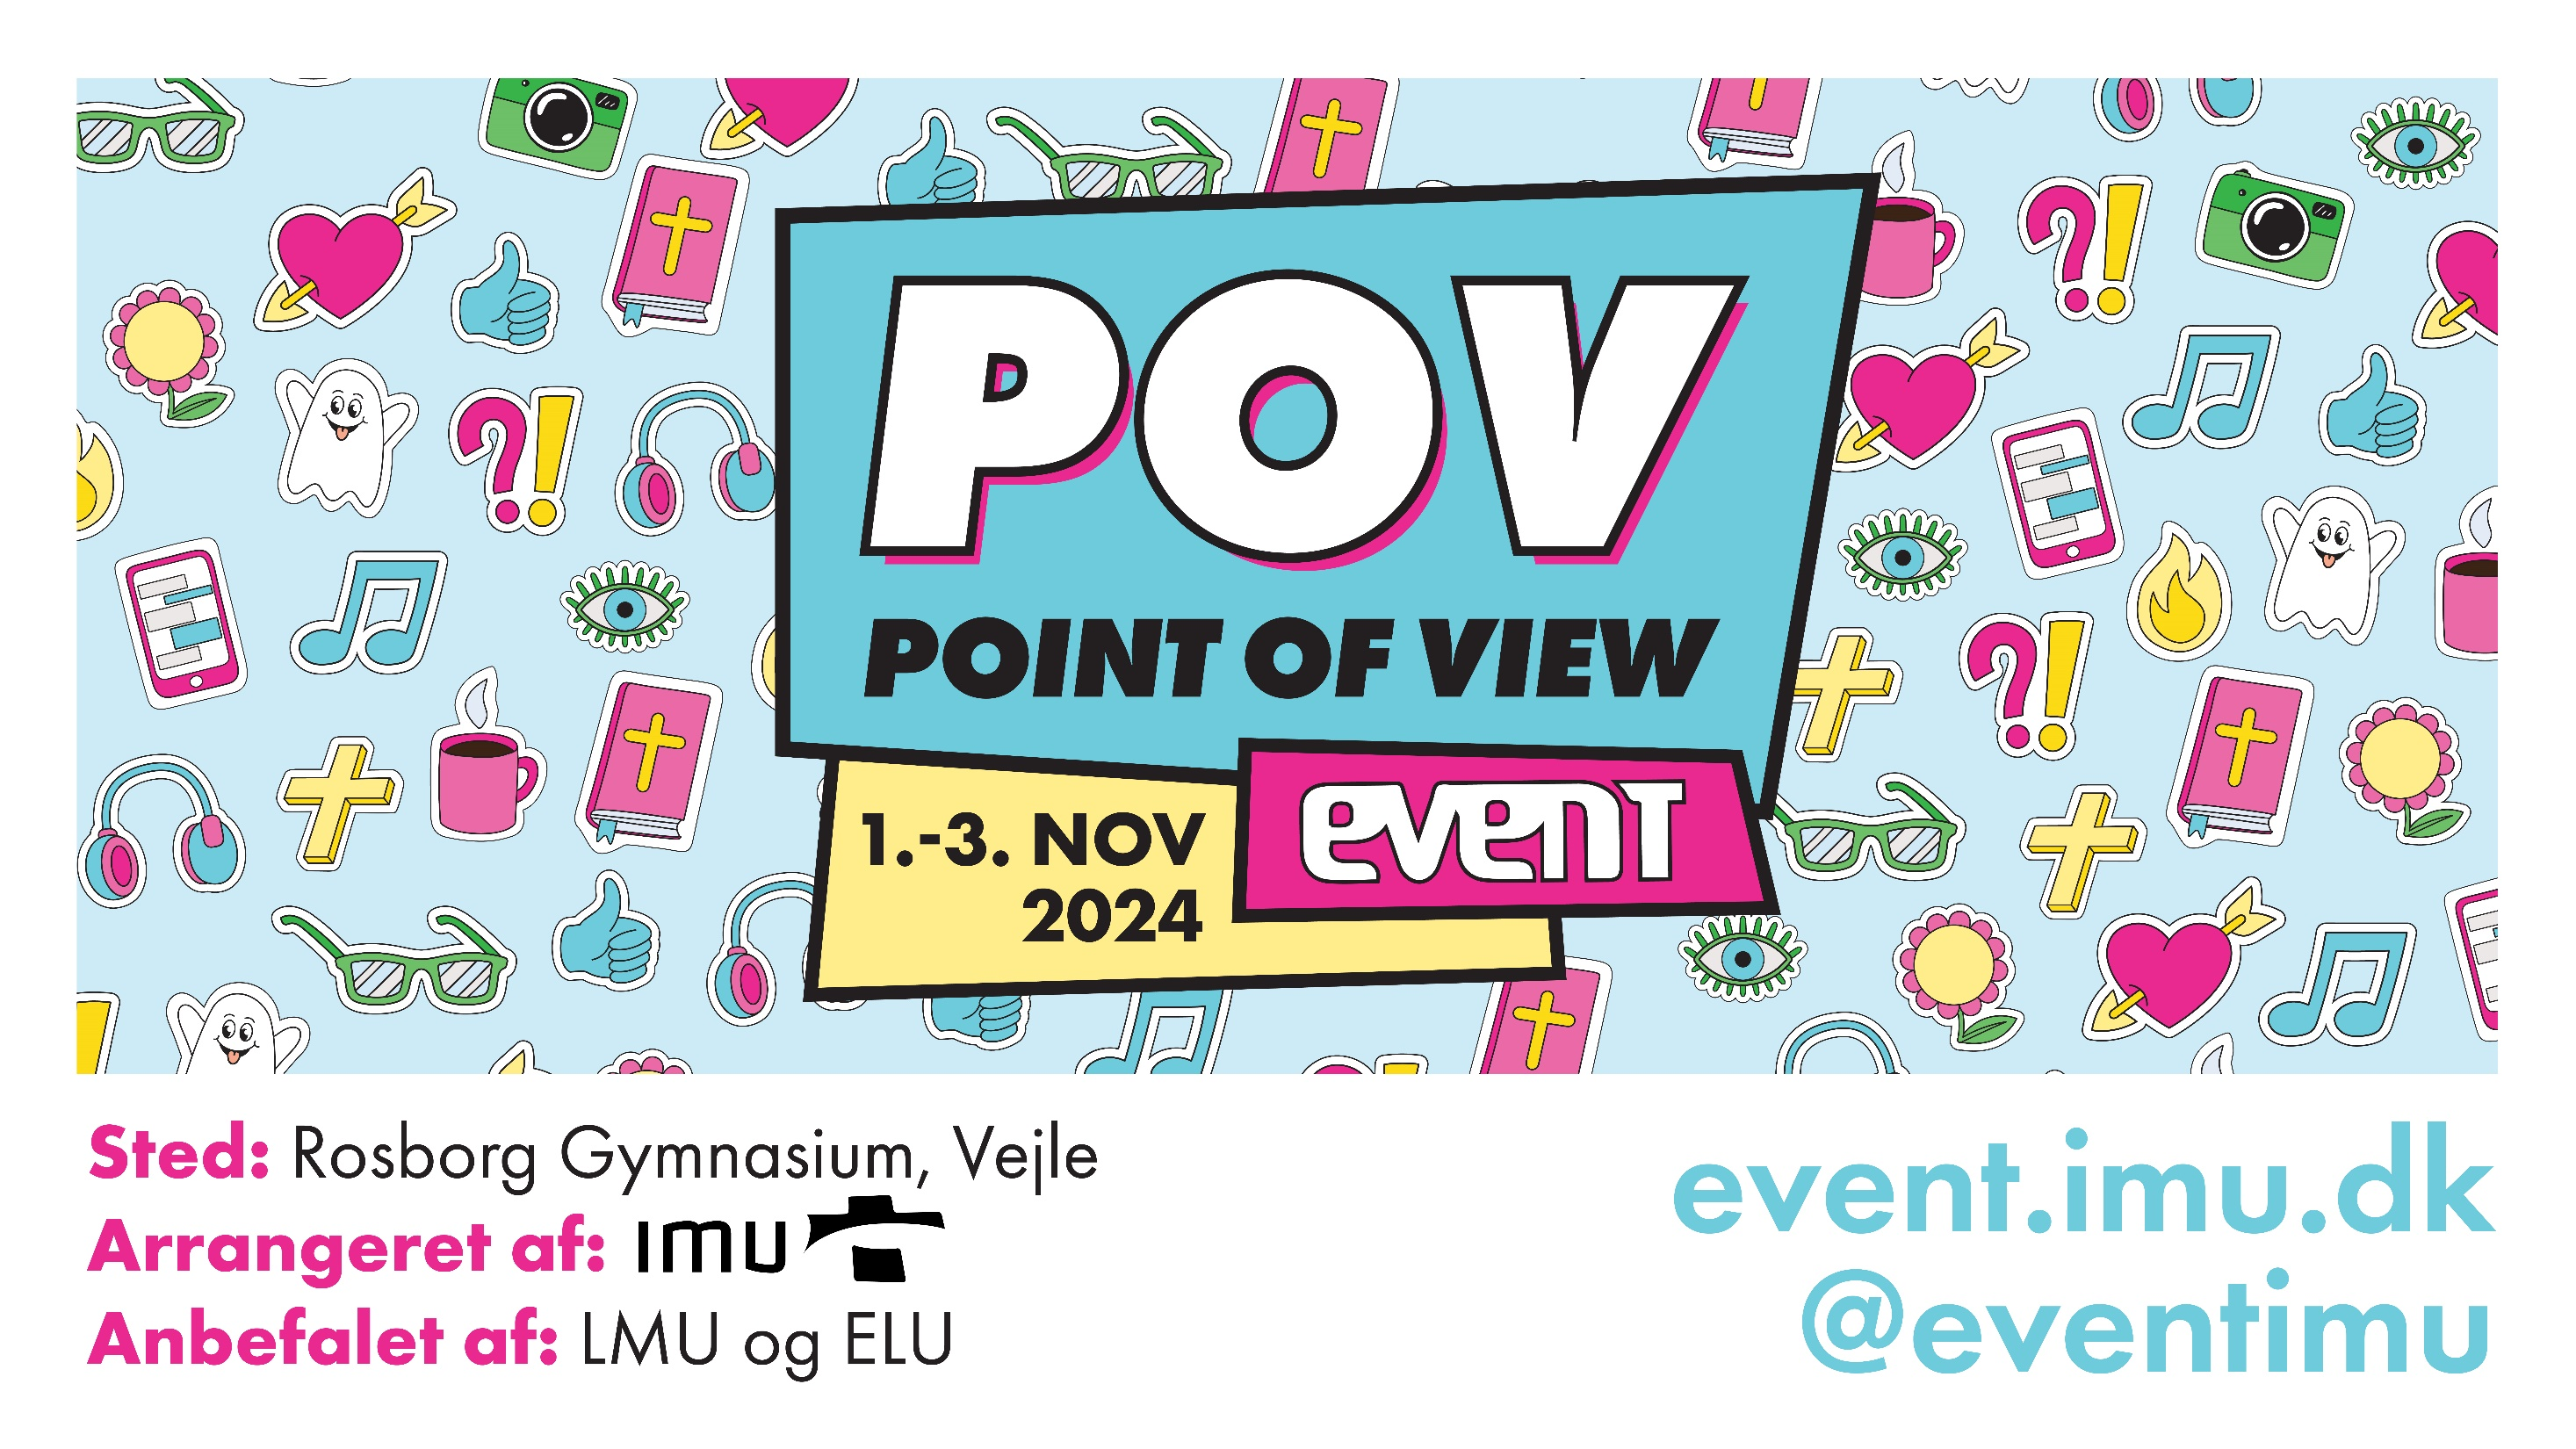 POV
POINT OF VIEW
1.-3. NOV
2024
event
Sted: Rosborg Gymnasium, Vejle
Arrangeret af: imu
Anbefalet af: LMU og ELU
event.imu.dk
@eventimu